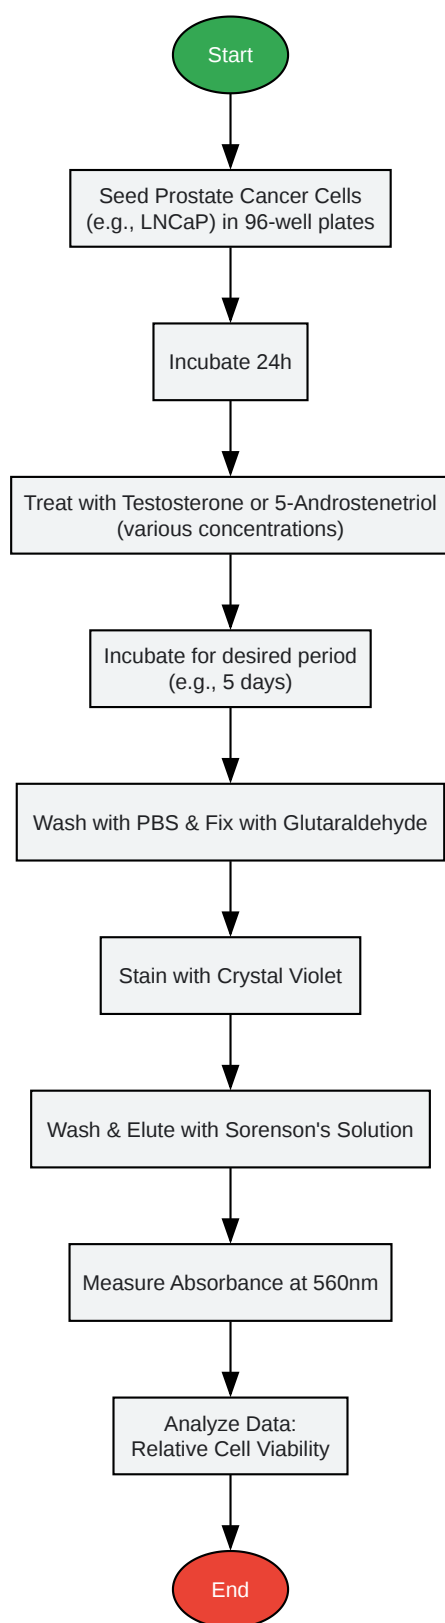 Start
Seed Prostate Cancer Cells
(e.g., LNCaP) in 96-well plates
Incubate 24h
Treat with Testosterone or 5-Androstenetriol
(various concentrations)
Incubate for desired period
(e.g., 5 days)
Wash with PBS & Fix with Glutaraldehyde
Stain with Crystal Violet
Wash & Elute with Sorenson's Solution
Measure Absorbance at 560nm
Analyze Data:
Relative Cell Viability
End